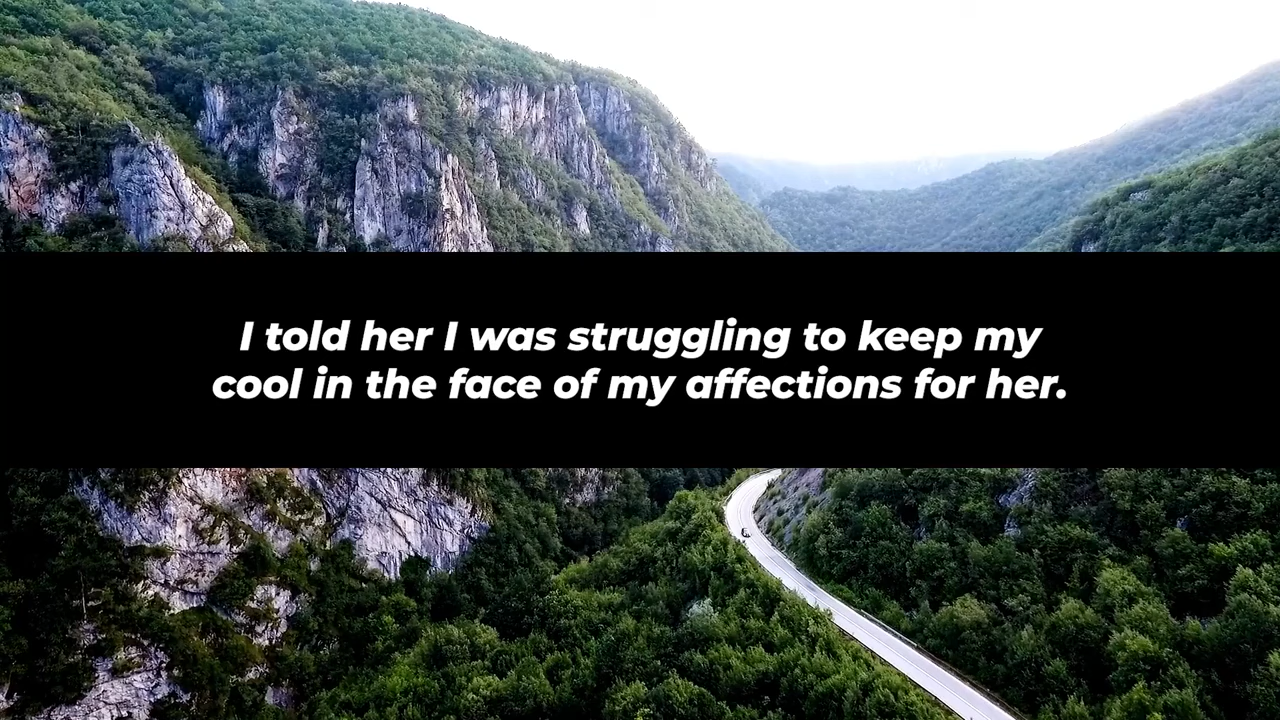 I told her I was struggling to keep my
cool in the face of my affections for her.